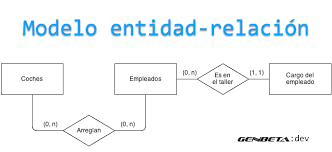 Modelo entidad-relación
Coches
Empleados
(0, n)
Es en
el taller
(1, 1)
Cargo del
empleado
(0, n)
Arreglan
(0, n)
GENBETA:dev